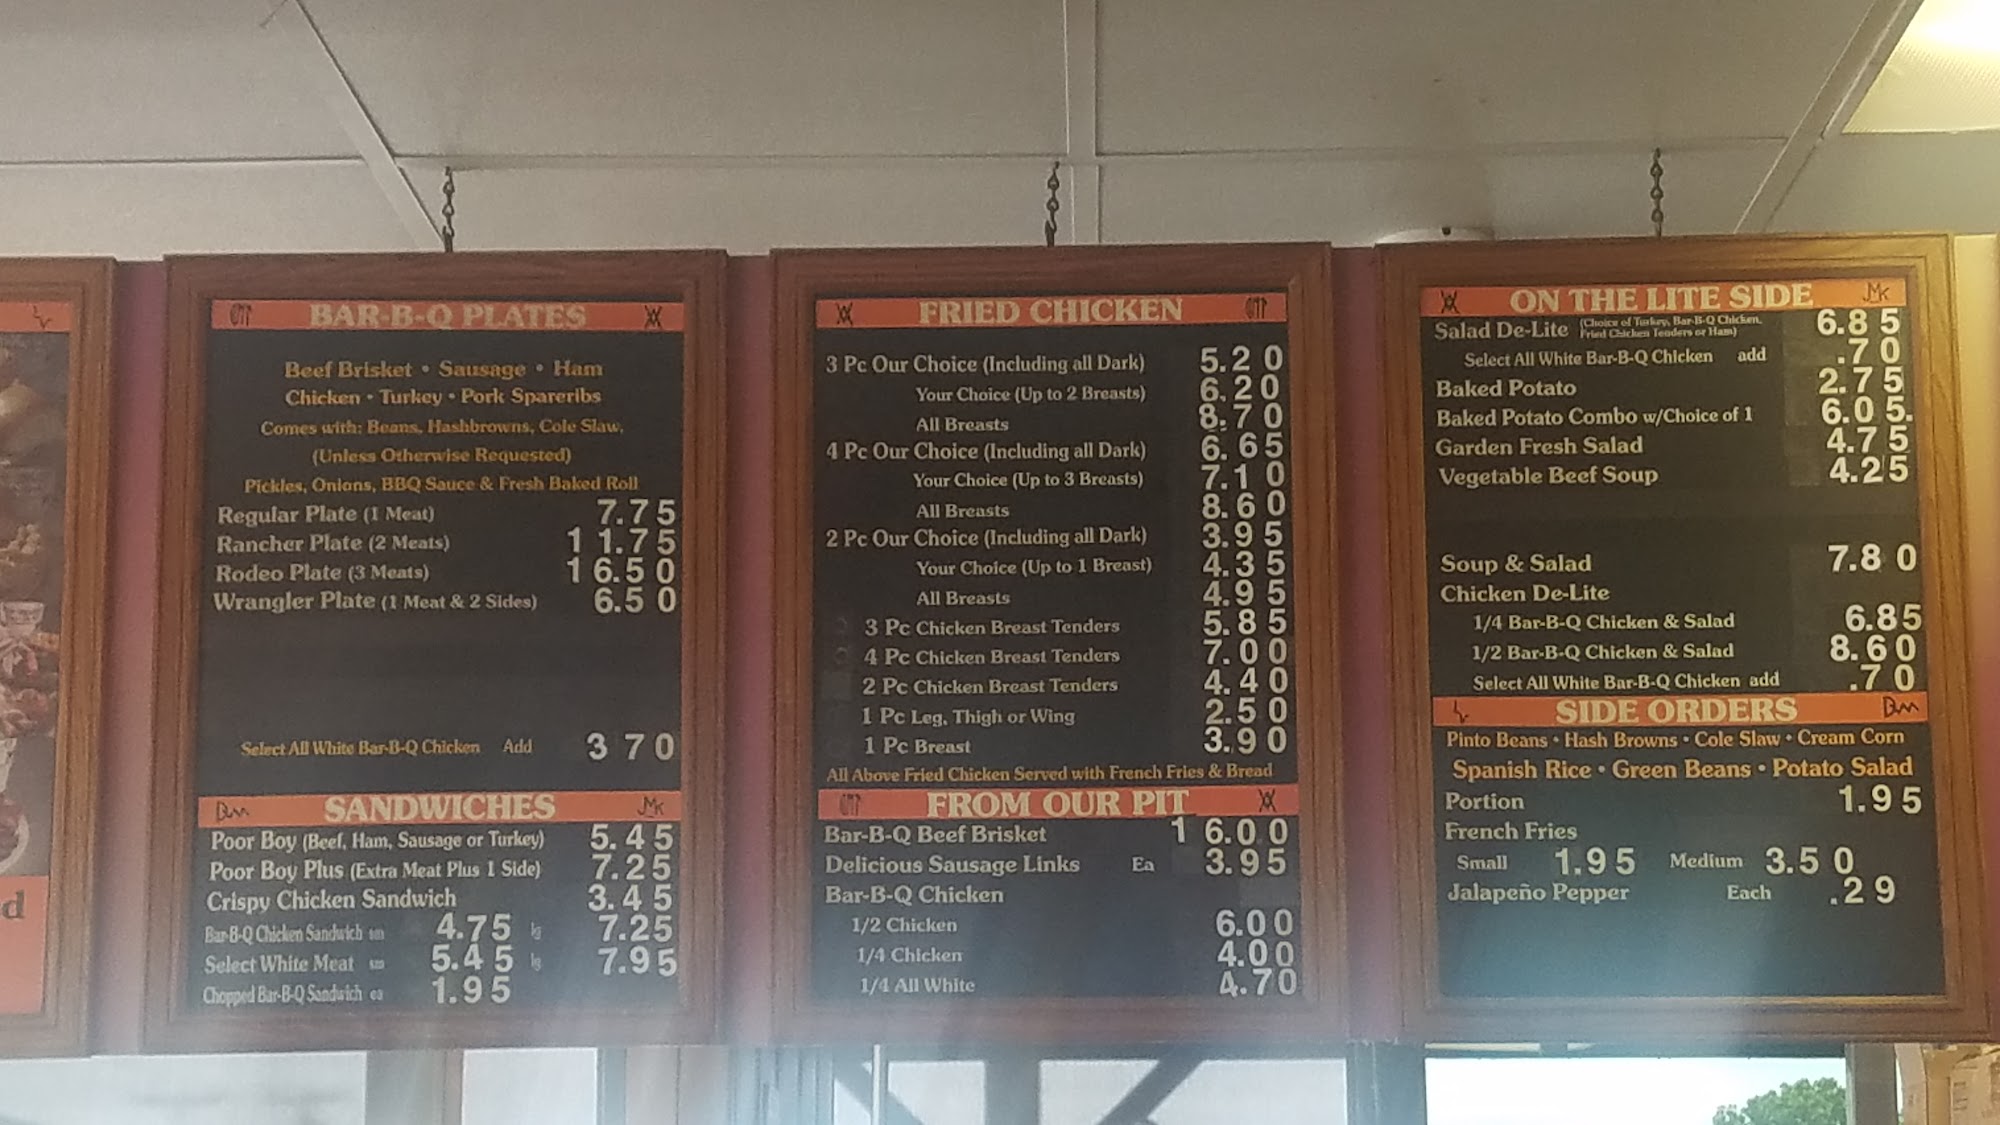 d
BAR-B-Q PLATES
Beef Brisket • Sausage • Ham
Chicken • Turkey • Pork Spareribs
Comes with: Beans, Hashbrowns, Cole Slaw,
(Unless Otherwise Requested)
Pickles, Onions, BBQ Sauce & Fresh Baked Roll
Regular Plate (1 Meat) 7.75
Rancher Plate (2 Meats) 11.75
Rodeo Plate (3 Meats) 16.50
Wrangler Plate (1 Meat & 2 Sides) 6.50
Select All White Bar-B-Q Chicken Add 3 70
SANDWICHES
Poor Boy (Beef, Ham, Sausage or Turkey) 5.45
Poor Boy Plus (Extra Meat Plus 1 Side) 7.25
Crispy Chicken Sandwich 3.45
Bar-B-Q Chicken Sandwich sm 4.75 lg 7.25
Select White Meat sm 5.45 lg 7.95
Chopped Bar-B-Q Sandwich ea 1.95
FRIED CHICKEN
3 Pc Our Choice (Including all Dark) 5.20
Your Choice (Up to 2 Breasts) 6.20
All Breasts 8.70
4 Pc Our Choice (Including all Dark) 6.65
Your Choice (Up to 3 Breasts) 7.10
All Breasts 8.60
2 Pc Our Choice (Including all Dark) 3.95
Your Choice (Up to 1 Breast) 4.35
All Breasts 4.95
3 Pc Chicken Breast Tenders 5.85
4 Pc Chicken Breast Tenders 7.00
2 Pc Chicken Breast Tenders 4.40
1 Pc Leg, Thigh or Wing 2.50
1 Pc Breast 3.90
All Above Fried Chicken Served with French Fries & Bread
FROM OUR PIT
Bar-B-Q Beef Brisket 16.00
Delicious Sausage Links Ea 3.95
Bar-B-Q Chicken
1/2 Chicken 6.00
1/4 Chicken 4.00
1/4 All White 4.70
ON THE LITE SIDE
Salad De-Lite (Choice of Turkey, Bar-B-Q Chicken, Fried Chicken Tenders or Ham) 6.85
Select All White Bar-B-Q Chicken add .70
Baked Potato 2.75
Baked Potato Combo w/Choice of 1 6.05.
Garden Fresh Salad 4.75
Vegetable Beef Soup 4.25
Soup & Salad 7.80
Chicken De-Lite
1/4 Bar-B-Q Chicken & Salad 6.85
1/2 Bar-B-Q Chicken & Salad 8.60
Select All White Bar-B-Q Chicken add .70
SIDE ORDERS
Pinto Beans • Hash Browns • Cole Slaw • Cream Corn
Spanish Rice • Green Beans • Potato Salad
Portion 1.95
French Fries
Small 1.95 Medium 3.50
Jalapeño Pepper Each .29